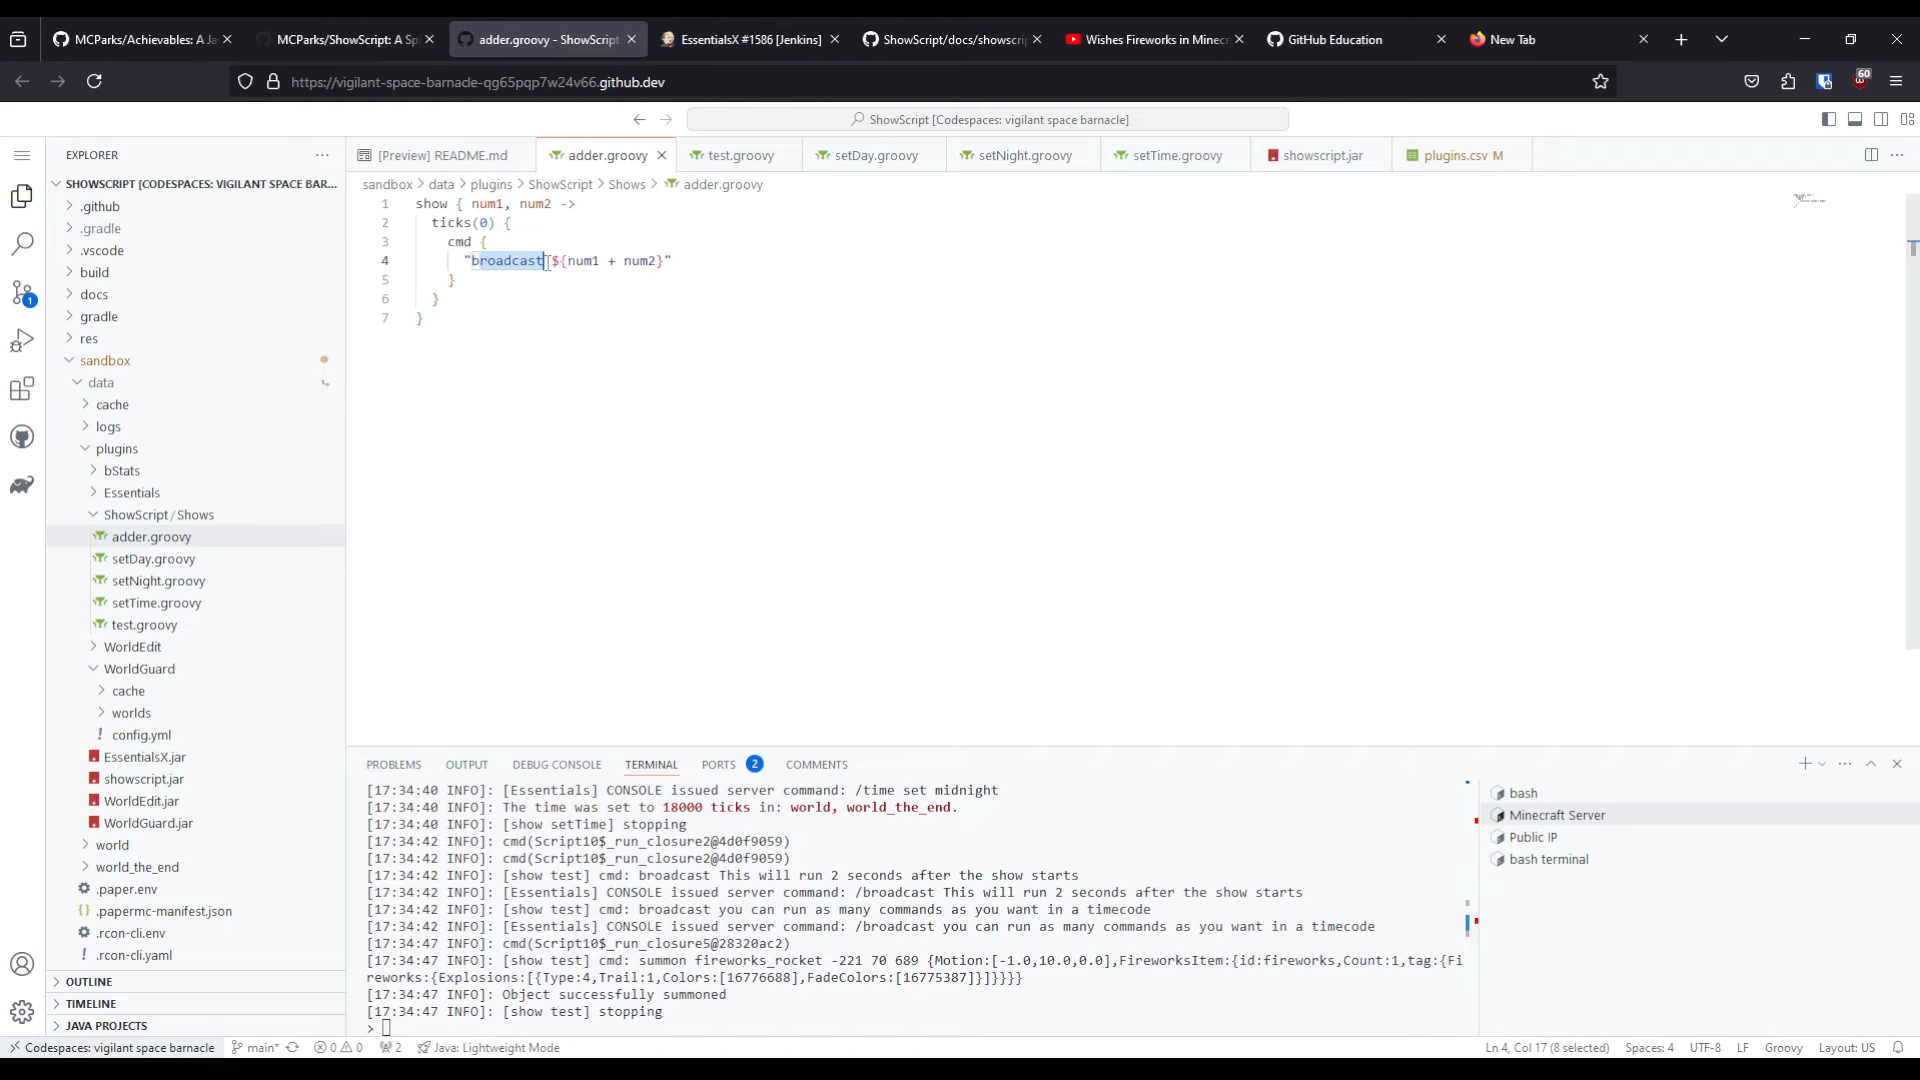 MCParks/Achievables: A Ja
MCParks/ShowScript: A Sp
adder.groovy - ShowScript
EssentialsX #1586 [Jenkins]
ShowScript/docs/showscri
Wishes Fireworks in Minecr
GitHub Education
New Tab
https://vigilant-space-barnacle-qg65pqp7w24v66.github.dev
60
ShowScript [Codespaces: vigilant space barnacle]
EXPLORER
[Preview] README.md
adder.groovy
test.groovy
setDay.groovy
setNight.groovy
setTime.groovy
showscript.jar
plugins.csv M
SHOWSCRIPT [CODESPACES: VIGILANT SPACE BAR...
sandbox > data > plugins > ShowScript > Shows > adder.groovy
1 show { num1, num2 ->
2 ticks(0) {
3 cmd {
4 "broadcast ${num1 + num2}"
5 }
6 }
7 }
.github
.gradle
.vscode
build
docs
gradle
res
sandbox
data
cache
logs
plugins
bStats
Essentials
ShowScript / Shows
adder.groovy
setDay.groovy
setNight.groovy
setTime.groovy
test.groovy
WorldEdit
WorldGuard
cache
worlds
config.yml
EssentialsX.jar
showscript.jar
WorldEdit.jar
WorldGuard.jar
world
world_the_end
.paper.env
.papermc-manifest.json
.rcon-cli.env
.rcon-cli.yaml
OUTLINE
TIMELINE
JAVA PROJECTS
1
PROBLEMS
OUTPUT
DEBUG CONSOLE
TERMINAL
PORTS 2
COMMENTS
[17:34:40 INFO]: [Essentials] CONSOLE issued server command: /time set midnight
[17:34:40 INFO]: The time was set to 18000 ticks in: world, world_the_end.
[17:34:40 INFO]: [show setTime] stopping
[17:34:42 INFO]: cmd(Script10$_run_closure2@4d0f9059)
[17:34:42 INFO]: cmd(Script10$_run_closure2@4d0f9059)
[17:34:42 INFO]: [show test] cmd: broadcast This will run 2 seconds after the show starts
[17:34:42 INFO]: [Essentials] CONSOLE issued server command: /broadcast This will run 2 seconds after the show starts
[17:34:42 INFO]: [show test] cmd: broadcast you can run as many commands as you want in a timecode
[17:34:42 INFO]: [Essentials] CONSOLE issued server command: /broadcast you can run as many commands as you want in a timecode
[17:34:47 INFO]: cmd(Script10$_run_closure5@28320ac2)
[17:34:47 INFO]: [show test] cmd: summon fireworks_rocket -221 70 689 {Motion:[-1.0,10.0,0.0],FireworksItem:{id:fireworks,Count:1,tag:{Fi
reworks:{Explosions:[{Type:4,Trail:1,Colors:[16776688],FadeColors:[16775387]}]}}}}
[17:34:47 INFO]: Object successfully summoned
[17:34:47 INFO]: [show test] stopping
>
bash
Minecraft Server
Public IP
bash terminal
Codespaces: vigilant space barnacle
main*
0 0
2
Java: Lightweight Mode
Ln 4, Col 17 (8 selected)
Spaces: 4
UTF-8
LF
Groovy
Layout: US